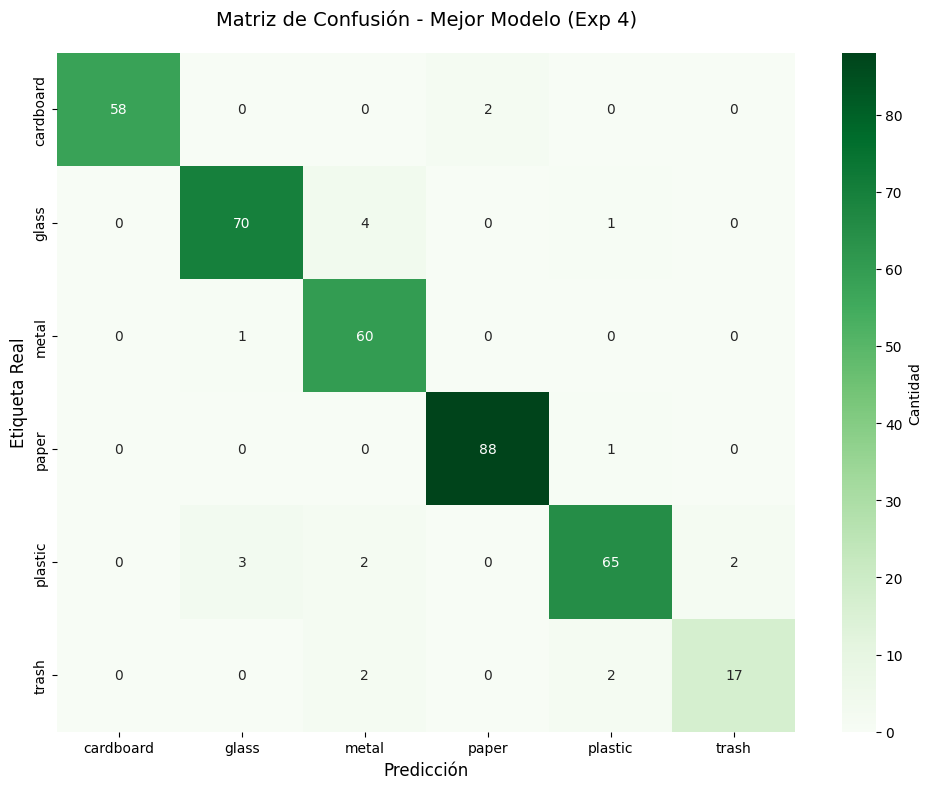 Matriz de Confusión - Mejor Modelo (Exp 4)
Etiqueta Real
cardboard 58 0 0 2 0 0
glass 0 70 4 0 1 0
metal 0 1 60 0 0 0
paper 0 0 0 88 1 0
plastic 0 3 2 0 65 2
trash 0 0 2 0 2 17
cardboard glass metal paper plastic trash
Predicción
80
70
60
50
40
30
20
10
0
Cantidad